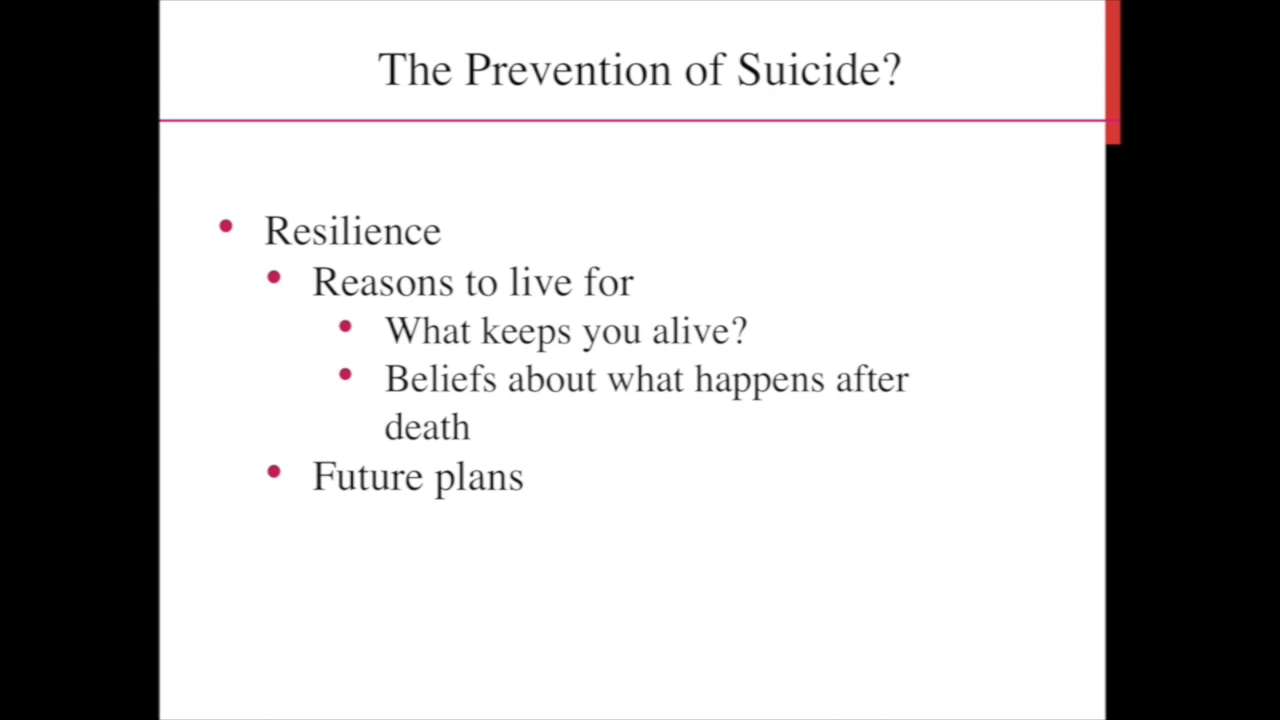 The Prevention of Suicide?
Resilience
Reasons to live for
What keeps you alive?
Beliefs about what happens after
death
Future plans